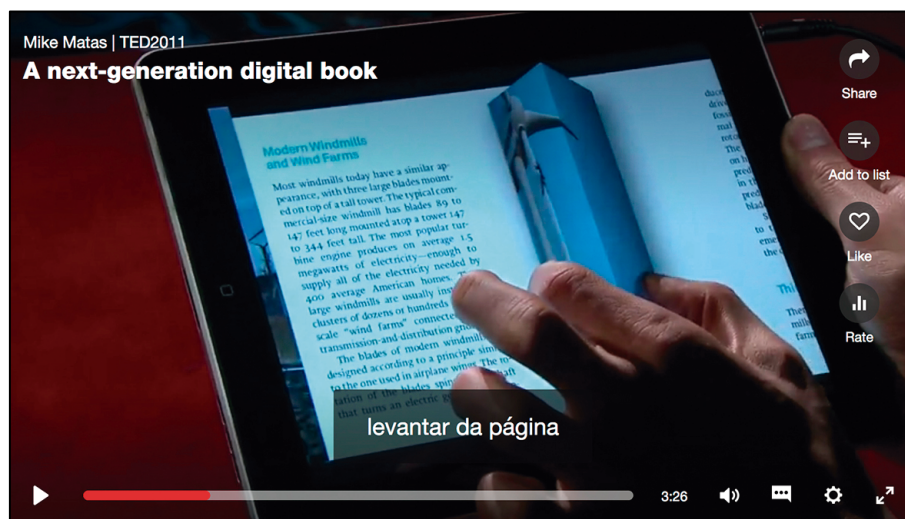 Mike Matas | TED2011
A next-generation digital book
Share
Add to list
Like
Rate
Modern Windmills
and Wind Farms
Most windmills today have a similar ap-
pearance, with three large blades mount-
ed on top of a tall tower. The typical com-
mercial-size windmill has blades 89 to
147 feet long mounted atop a tower 147
to 344 feet tall. The most popular tur-
bine engine produces on average 1.5
megawatts of electricity—enough to
supply all of the electricity needed by
400 average American homes.
large windmills are usually
clusters of dozens or hundreds
scale "wind farms"
transmission-and-distribution
The blades of modern
designed according to a principle
to the one used in airplane The
of the blades
that turns an electric
levantar da página
3:26